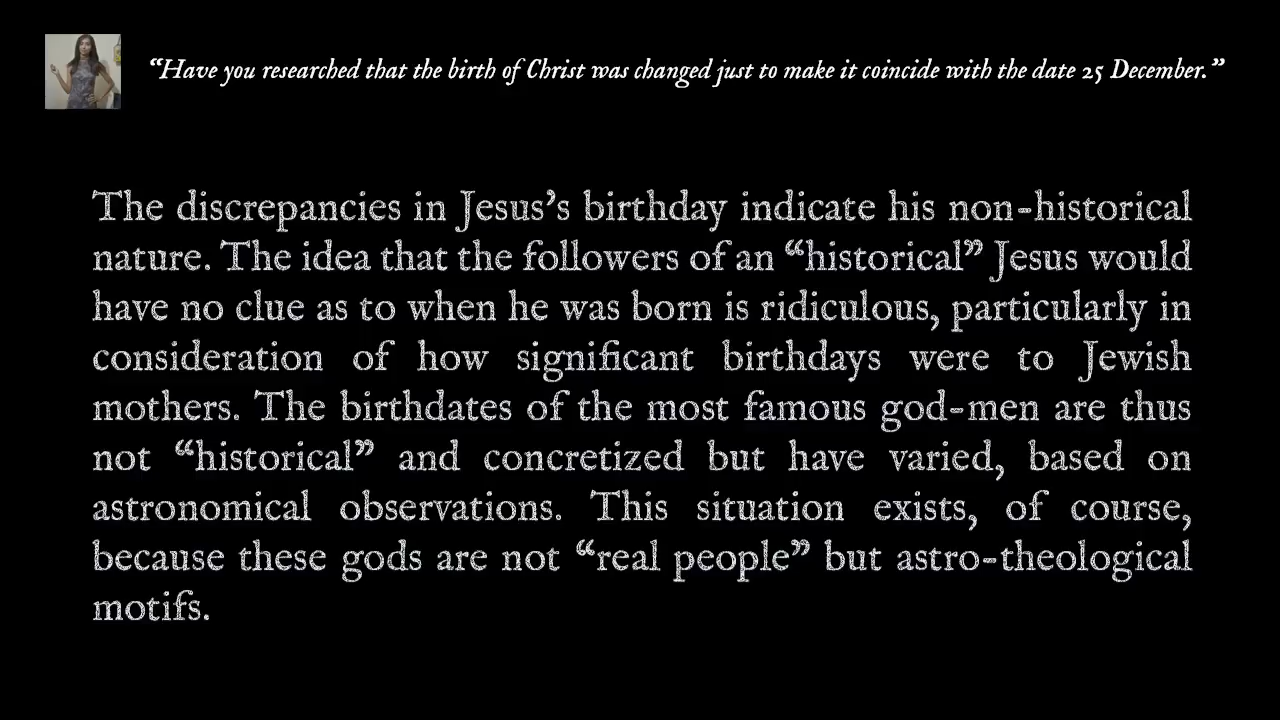 “Have you researched that the birth of Christ was changed just to make it coincide with the date 25 December.”
The discrepancies in Jesus’s birthday indicate his non-historical
nature. The idea that the followers of an “historical” Jesus would
have no clue as to when he was born is ridiculous, particularly in
consideration of how significant birthdays were to Jewish
mothers. The birthdates of the most famous god-men are thus
not “historical” and concretized but have varied, based on
astronomical observations. This situation exists, of course,
because these gods are not “real people” but astro-theological
motifs.